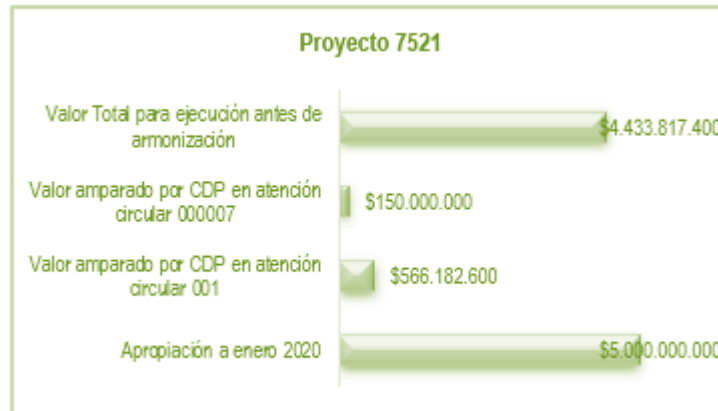 Proyecto 7521
Valor Total para ejecución antes de
armonización
$4.433.817.400
Valor amparado por CDP en atención
circular 000007
$150.000.000
Valor amparado por CDP en atención
circular 001
$566.182.600
Apropiación a enero 2020
$5.000.000.000